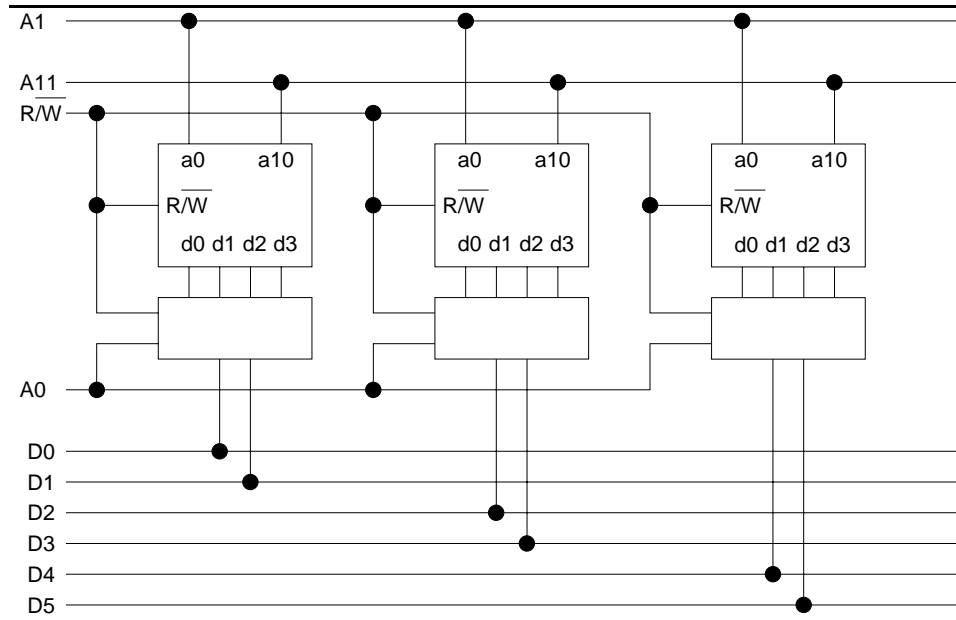 A1
A11
R/W
a0 a10 a0 a10 a0 a10
R/W R/W R/W
d0 d1 d2 d3 d0 d1 d2 d3 d0 d1 d2 d3
A0
D0
D1
D2
D3
D4
D5